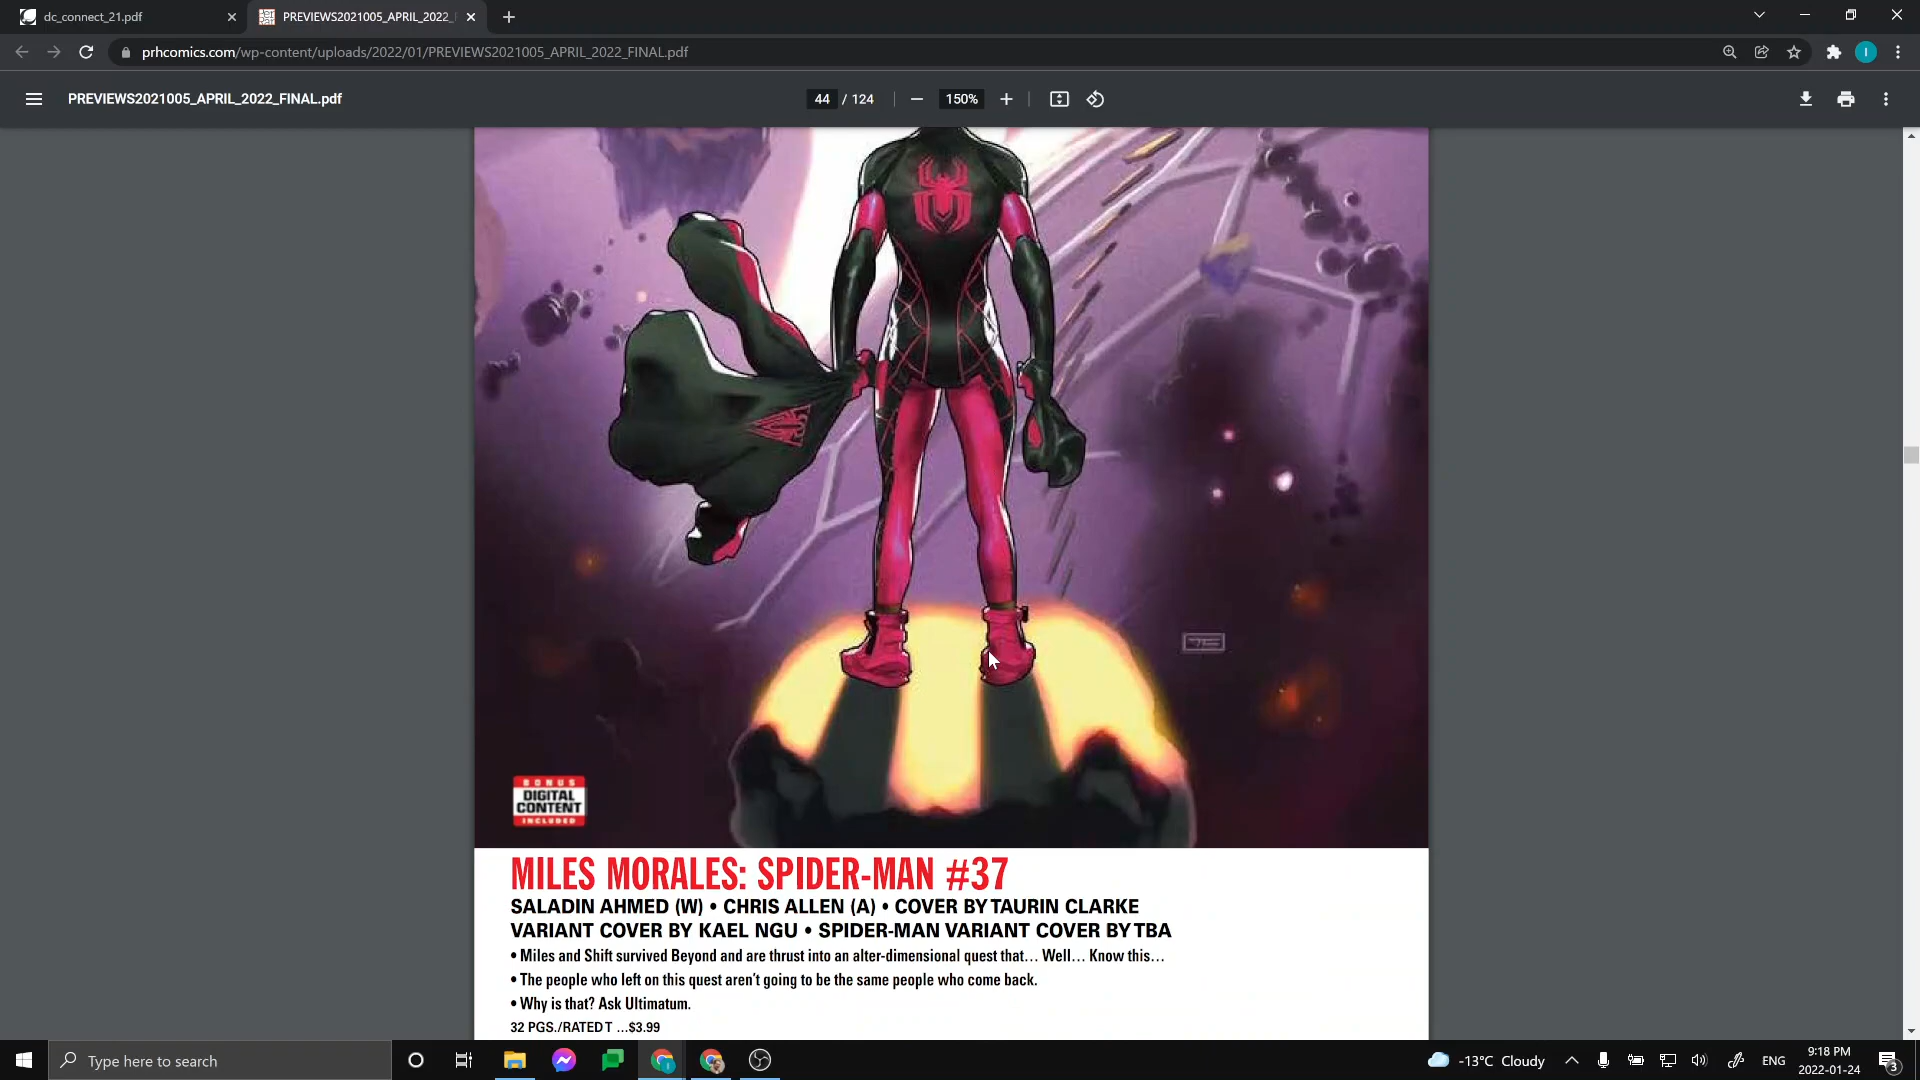 dc_connect_21.pdf
PREVIEWS2021005_APRIL_2022_
prhcomics.com/wp-content/uploads/2022/01/PREVIEWS2021005_APRIL_2022_FINAL.pdf
I
PREVIEWS2021005_APRIL_2022_FINAL.pdf
44 / 124
150%
BONUS
DIGITAL
CONTENT
INCLUDED
MILES MORALES: SPIDER-MAN #37
SALADIN AHMED (W) • CHRIS ALLEN (A) • COVER BY TAURIN CLARKE
VARIANT COVER BY KAEL NGU • SPIDER-MAN VARIANT COVER BY TBA
• Miles and Shift survived Beyond and are thrust into an alter-dimensional quest that… Well… Know this…
• The people who left on this quest aren't going to be the same people who come back.
• Why is that? Ask Ultimatum.
32 PGS./RATED T …$3.99
Type here to search
-13°C Cloudy
ENG
9:18 PM
2022-01-24
3